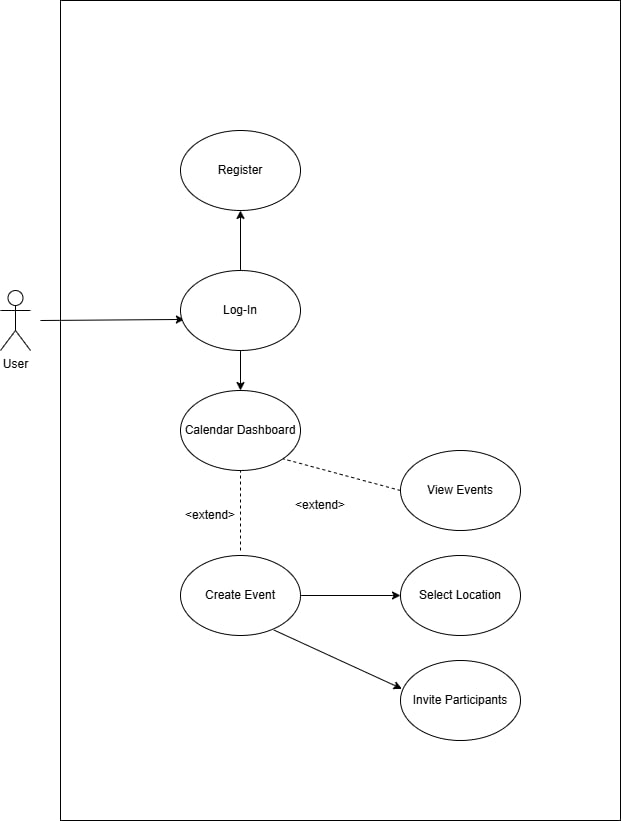 Register
Log-In
User
Calendar Dashboard
View Events
<extend>
<extend>
Create Event
Select Location
Invite Participants